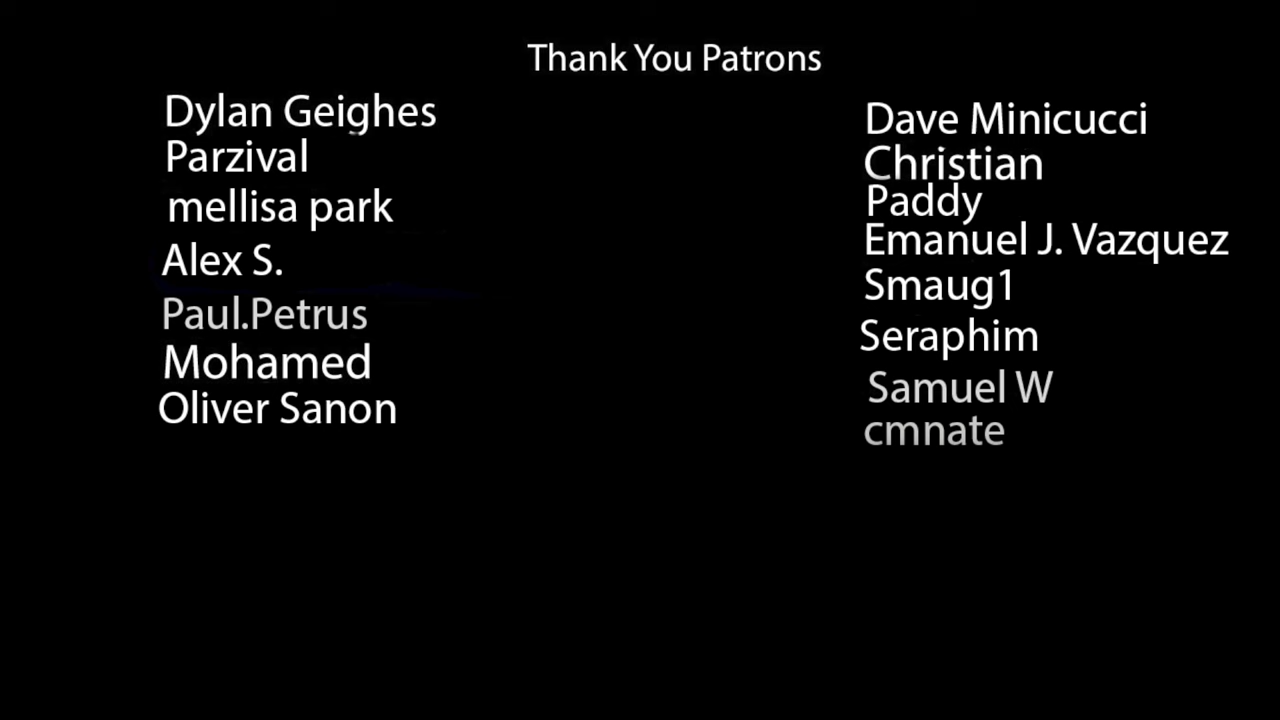 Thank You Patrons
Dylan Geighes
Parzival
mellisa park
Alex S.
Paul.Petrus
Mohamed
Oliver Sanon
Dave Minicucci
Christian
Paddy
Emanuel J. Vazquez
Smaug1
Seraphim
Samuel W
cmnate